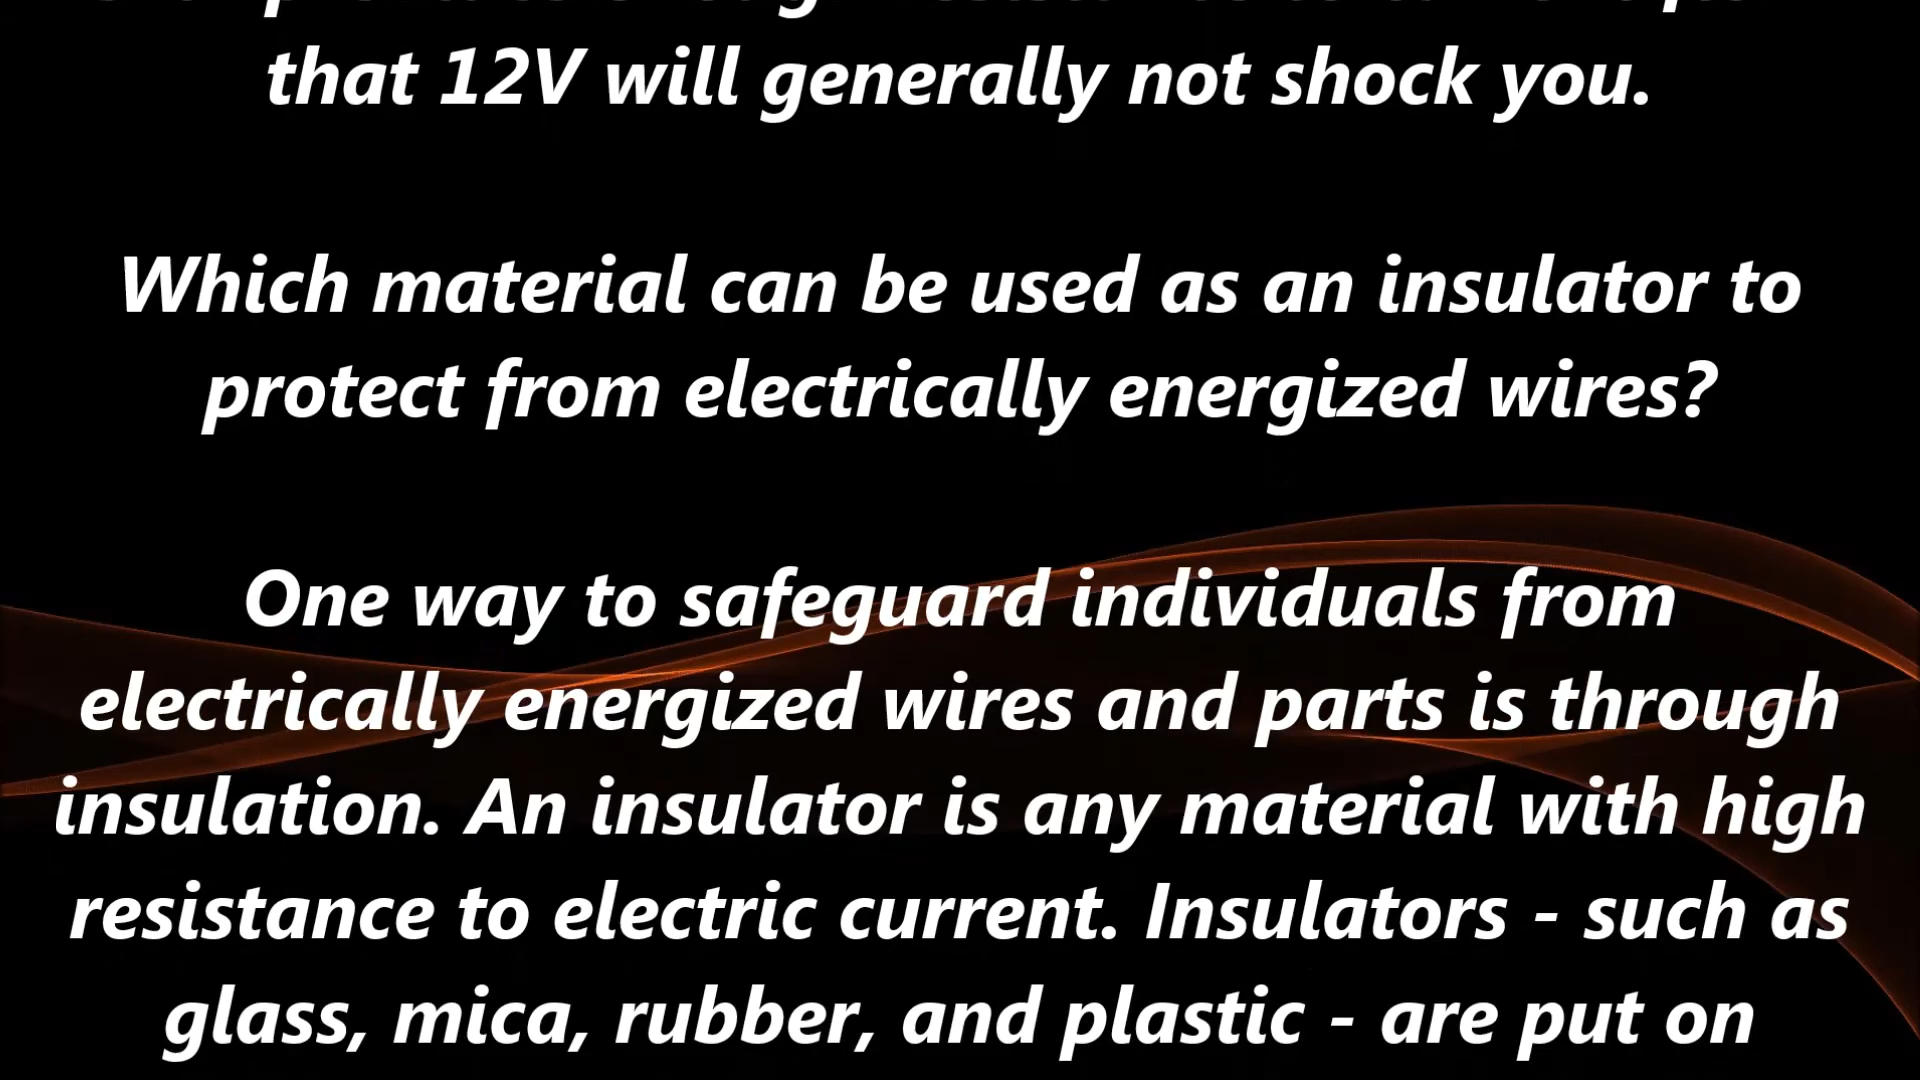 that 12V will generally not shock you.
Which material can be used as an insulator to
protect from electrically energized wires?
One way to safeguard individuals from
electrically energized wires and parts is through
insulation. An insulator is any material with high
resistance to electric current. Insulators - such as
glass, mica, rubber, and plastic - are put on